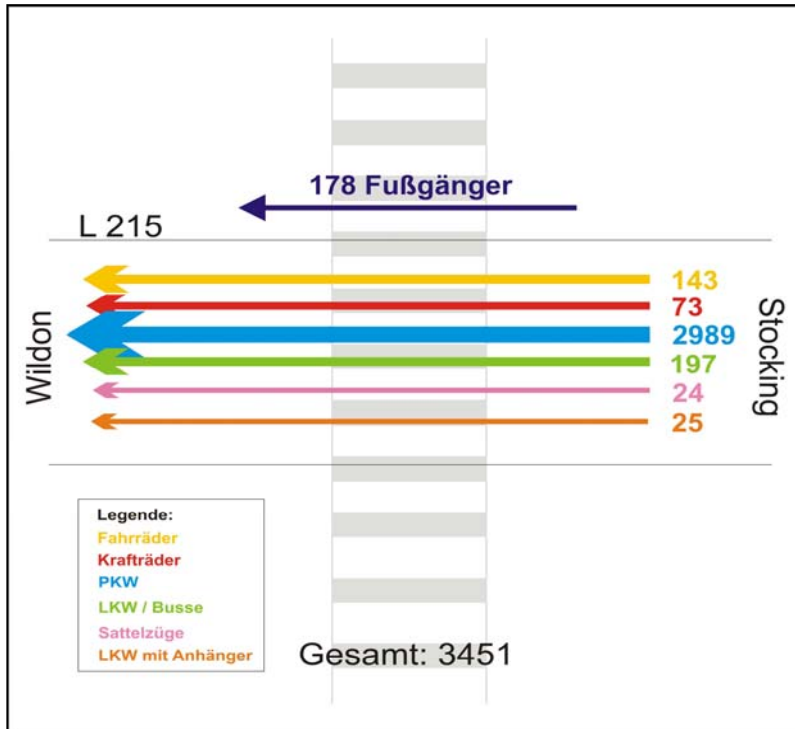 178 Fußgänger
L 215
143
73
2989
197
24
25
Wildon
Stocking
Legende:
Fahrräder
Krafträder
PKW
LKW / Busse
Sattelzüge
LKW mit Anhänger
Gesamt: 3451